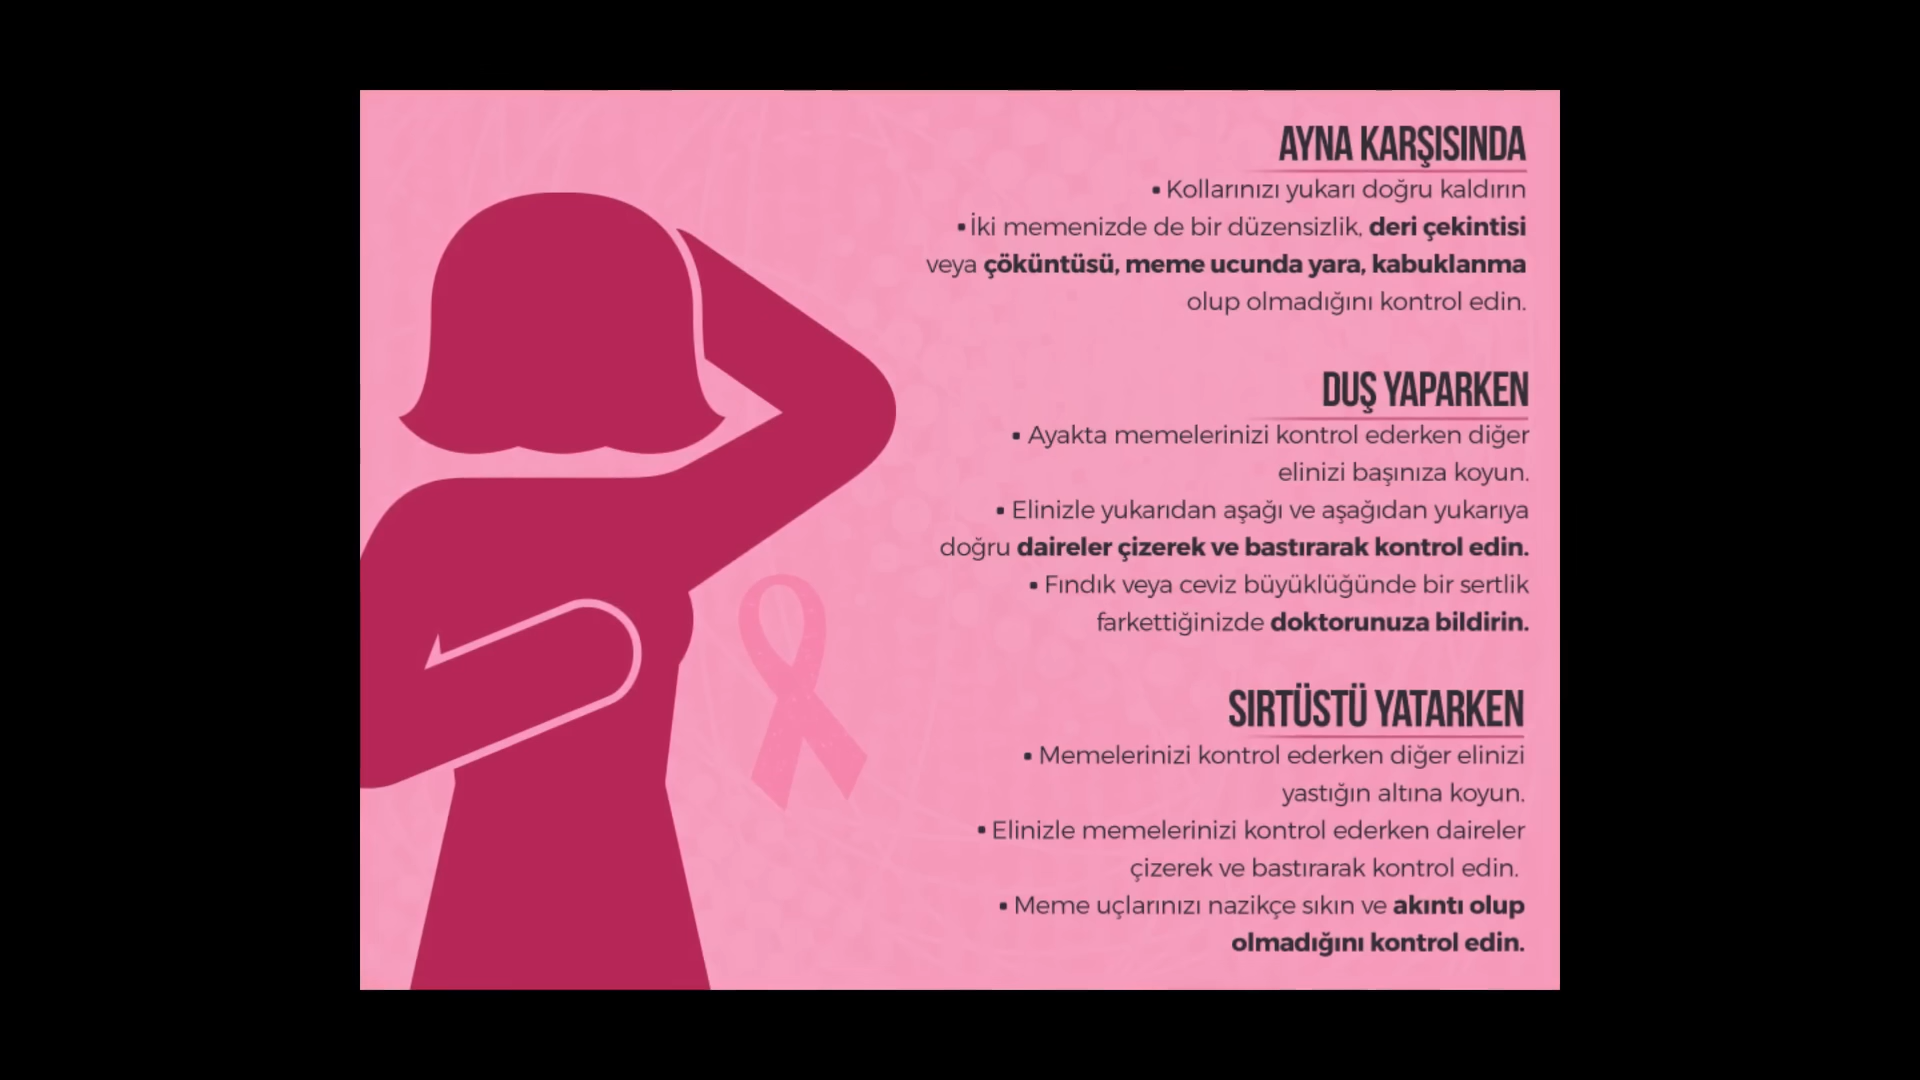 AYNA KARŞISINDA
▪ Kollarınızı yukarı doğru kaldırın
▪ İki memenizde de bir düzensizlik, deri çekintisi
veya çöküntüsü, meme ucunda yara, kabuklanma
olup olmadığını kontrol edin.
DUŞ YAPARKEN
▪ Ayakta memelerinizi kontrol ederken diğer
elinizi başınıza koyun.
▪ Elinizle yukarıdan aşağı ve aşağıdan yukarıya
doğru daireler çizerek ve bastırarak kontrol edin.
▪ Fındık veya ceviz büyüklüğünde bir sertlik
farkettiğinizde doktorunuza bildirin.
SIRTÜSTÜ YATARKEN
▪ Memelerinizi kontrol ederken diğer elinizi
yastığın altına koyun.
▪ Elinizle memelerinizi kontrol ederken daireler
çizerek ve bastırarak kontrol edin.
▪ Meme uçlarınızı nazikçe sıkın ve akıntı olup
olmadığını kontrol edin.